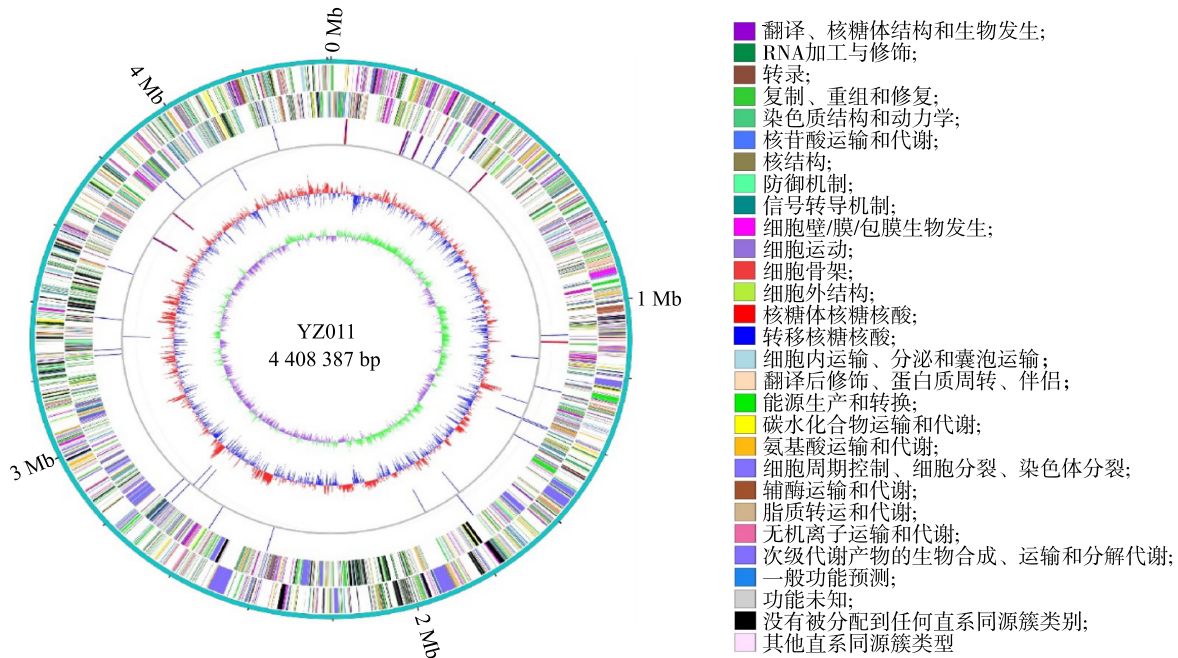 0 Mb
4 Mb
1 Mb
YZ011
4 408 387 bp
3 Mb
2 Mb
翻译、核糖体结构和生物发生;
RNA加工与修饰;
转录;
复制、重组和修复;
染色质结构和动力学;
核苷酸运输和代谢;
核结构;
防御机制;
信号转导机制;
细胞壁/膜/包膜生物发生;
细胞运动;
细胞骨架;
细胞外结构;
核糖体核糖核酸;
转移核糖核酸;
细胞内运输、分泌和囊泡运输;
翻译后修饰、蛋白质周转、伴侣;
能源生产和转换;
碳水化合物运输和代谢;
氨基酸运输和代谢;
细胞周期控制、细胞分裂、染色体分裂;
辅酶运输和代谢;
脂质转运和代谢;
无机离子运输和代谢;
次级代谢产物的生物合成、运输和分解代谢;
一般功能预测;
功能未知;
没有被分配到任何直系同源簇类别;
其他直系同源簇类型